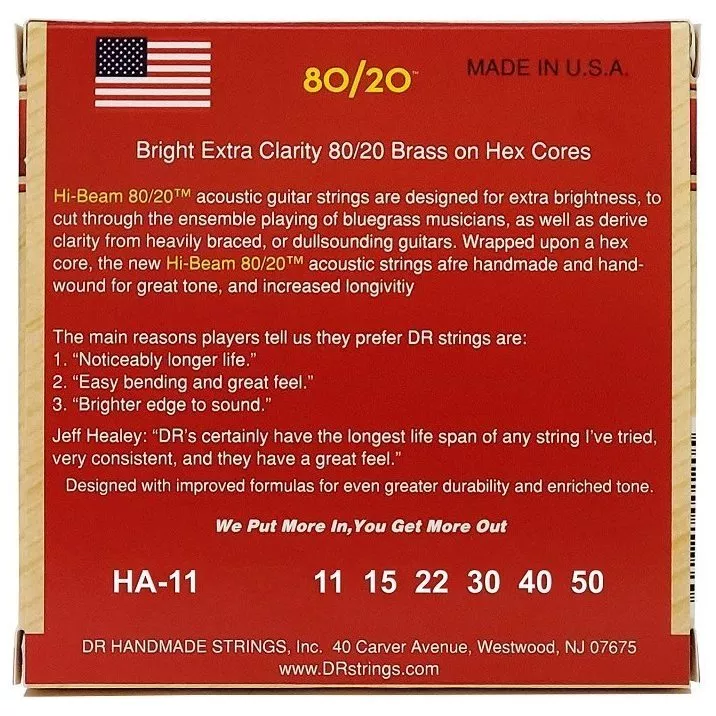 80/20™ MADE IN U.S.A.
Bright Extra Clarity 80/20 Brass on Hex Cores
Hi-Beam 80/20™ acoustic guitar strings are designed for extra brightness, to
cut through the ensemble playing of bluegrass musicians, as well as derive
clarity from heavily braced, or dullsounding guitars. Wrapped upon a hex
core, the new Hi-Beam 80/20™ acoustic strings afre handmade and hand-
wound for great tone, and increased longivitiy
The main reasons players tell us they prefer DR strings are:
1. “Noticeably longer life.”
2. “Easy bending and great feel.”
3. “Brighter edge to sound.”
Jeff Healey: “DR's certainly have the longest life span of any string I've tried,
very consistent, and they have a great feel.”
Designed with improved formulas for even greater durability and enriched tone.
We Put More In,You Get More Out
HA-11 11 15 22 30 40 50
DR HANDMADE STRINGS, Inc. 40 Carver Avenue, Westwood, NJ 07675
www.DRstrings.com